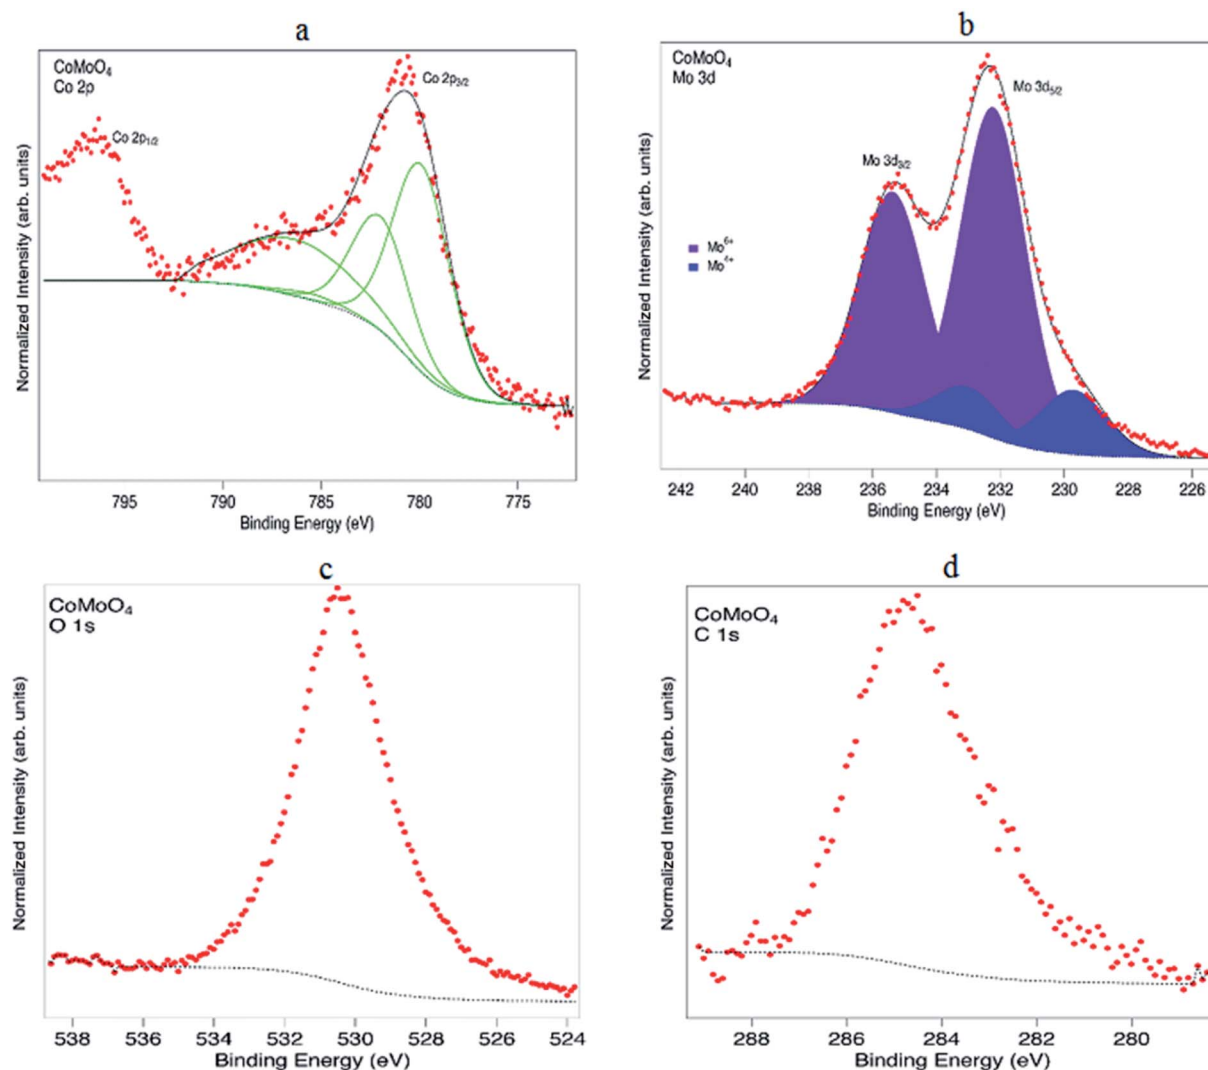 a
CoMoO₄
Co 2p
Co 2p₃/₂
Co 2p₁/₂
Normalized Intensity (arb. units)
795 790 785 780 775
Binding Energy (eV)
b
CoMoO₄
Mo 3d
Mo 3d₅/₂
Mo 3d₃/₂
Mo⁶⁺
Mo⁴⁺
Normalized Intensity (arb. units)
242 240 238 236 234 232 230 228 226
Binding Energy (eV)
c
CoMoO₄
O 1s
Normalized Intensity (arb. units)
538 536 534 532 530 528 526 524
Binding Energy (eV)
d
CoMoO₄
C 1s
Normalized Intensity (arb. units)
288 286 284 282 280
Binding Energy (eV)